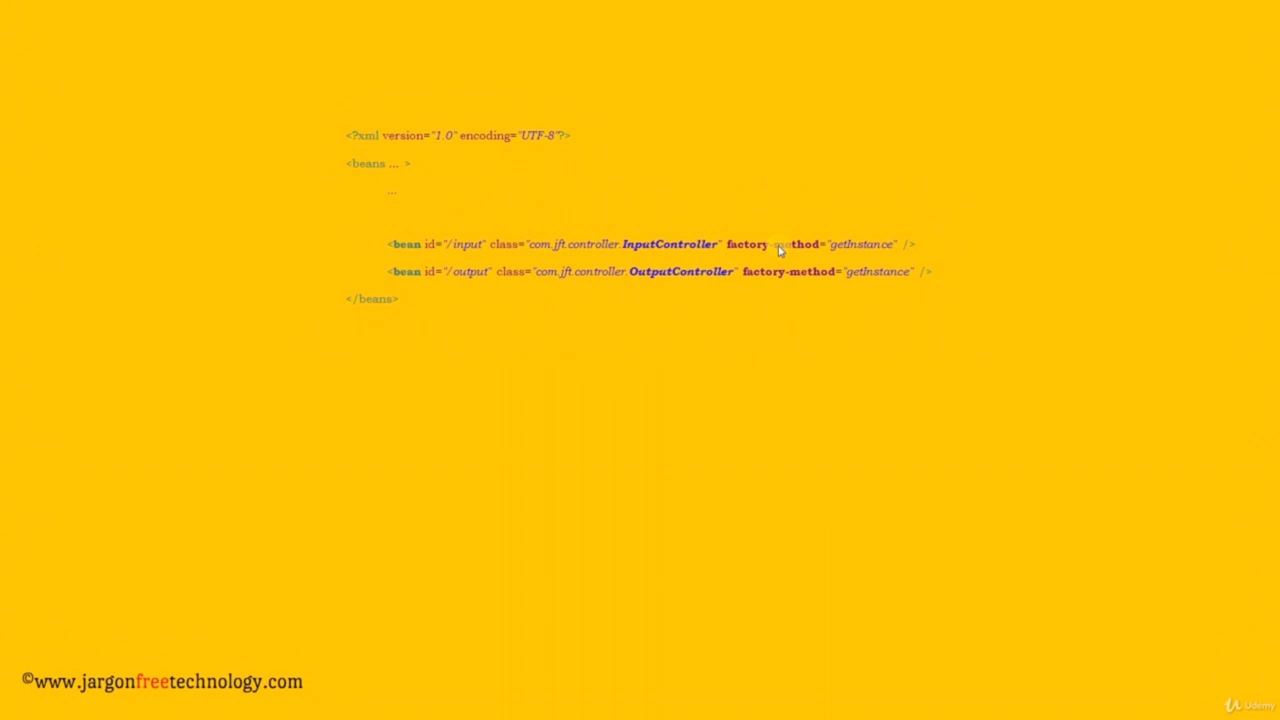 <?xml version="1.0" encoding="UTF-8"?>
<beans ... >
...
<bean id="/input" class="com.jft.controller.InputController" factory-method="getInstance" />
<bean id="/output" class="com.jft.controller.OutputController" factory-method="getInstance" />
</beans>
©www.jargonfreetechnology.com
Udemy